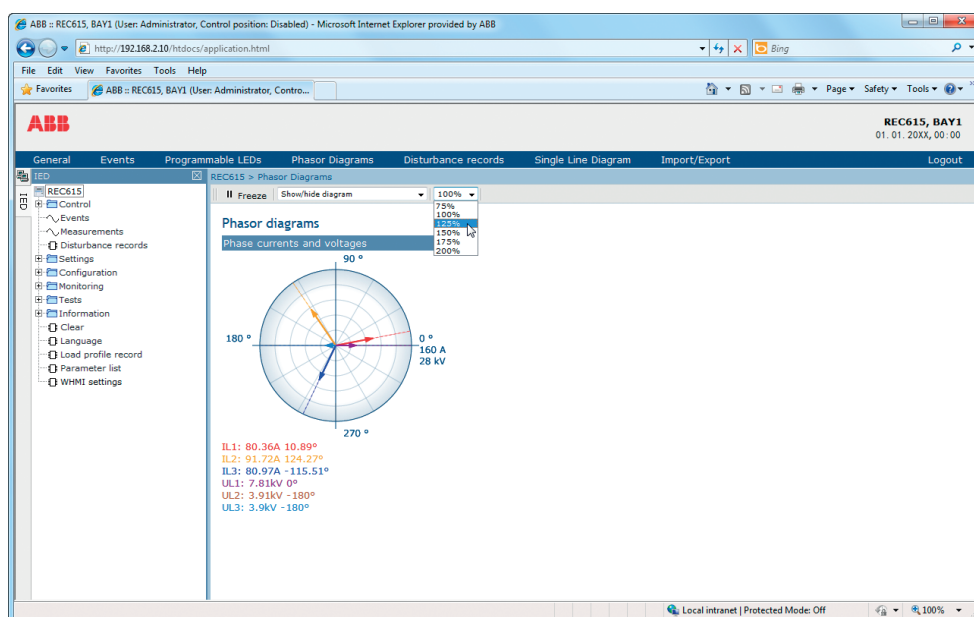 ABB :: REC615, BAY1 (User: Administrator, Control position: Disabled) - Microsoft Internet Explorer provided by ABB
http://192.168.2.10/htdocs/application.html
Bing
File Edit View Favorites Tools Help
Favorites
ABB :: REC615, BAY1 (User: Administrator, Contro...
Page Safety Tools
ABB
REC615, BAY1
01. 01. 20XX, 00:00
General Events Programmable LEDs Phasor Diagrams Disturbance records Single Line Diagram Import/Export Logout
IED
IED
REC615 > Phasor Diagrams
REC615
Control
Events
Measurements
Disturbance records
Settings
Configuration
Monitoring
Tests
Information
Clear
Language
Load profile record
Parameter list
WHMI settings
Freeze
Show/hide diagram
100%
75%
100%
125%
150%
175%
200%
Phasor diagrams
Phase currents and voltages
90 °
180 °
0 °
160 A
28 kV
270 °
IL1: 80.36A 10.89°
IL2: 91.72A 124.27°
IL3: 80.97A -115.51°
UL1: 7.81kV 0°
UL2: 3.91kV -180°
UL3: 3.9kV -180°
Local intranet | Protected Mode: Off
100%